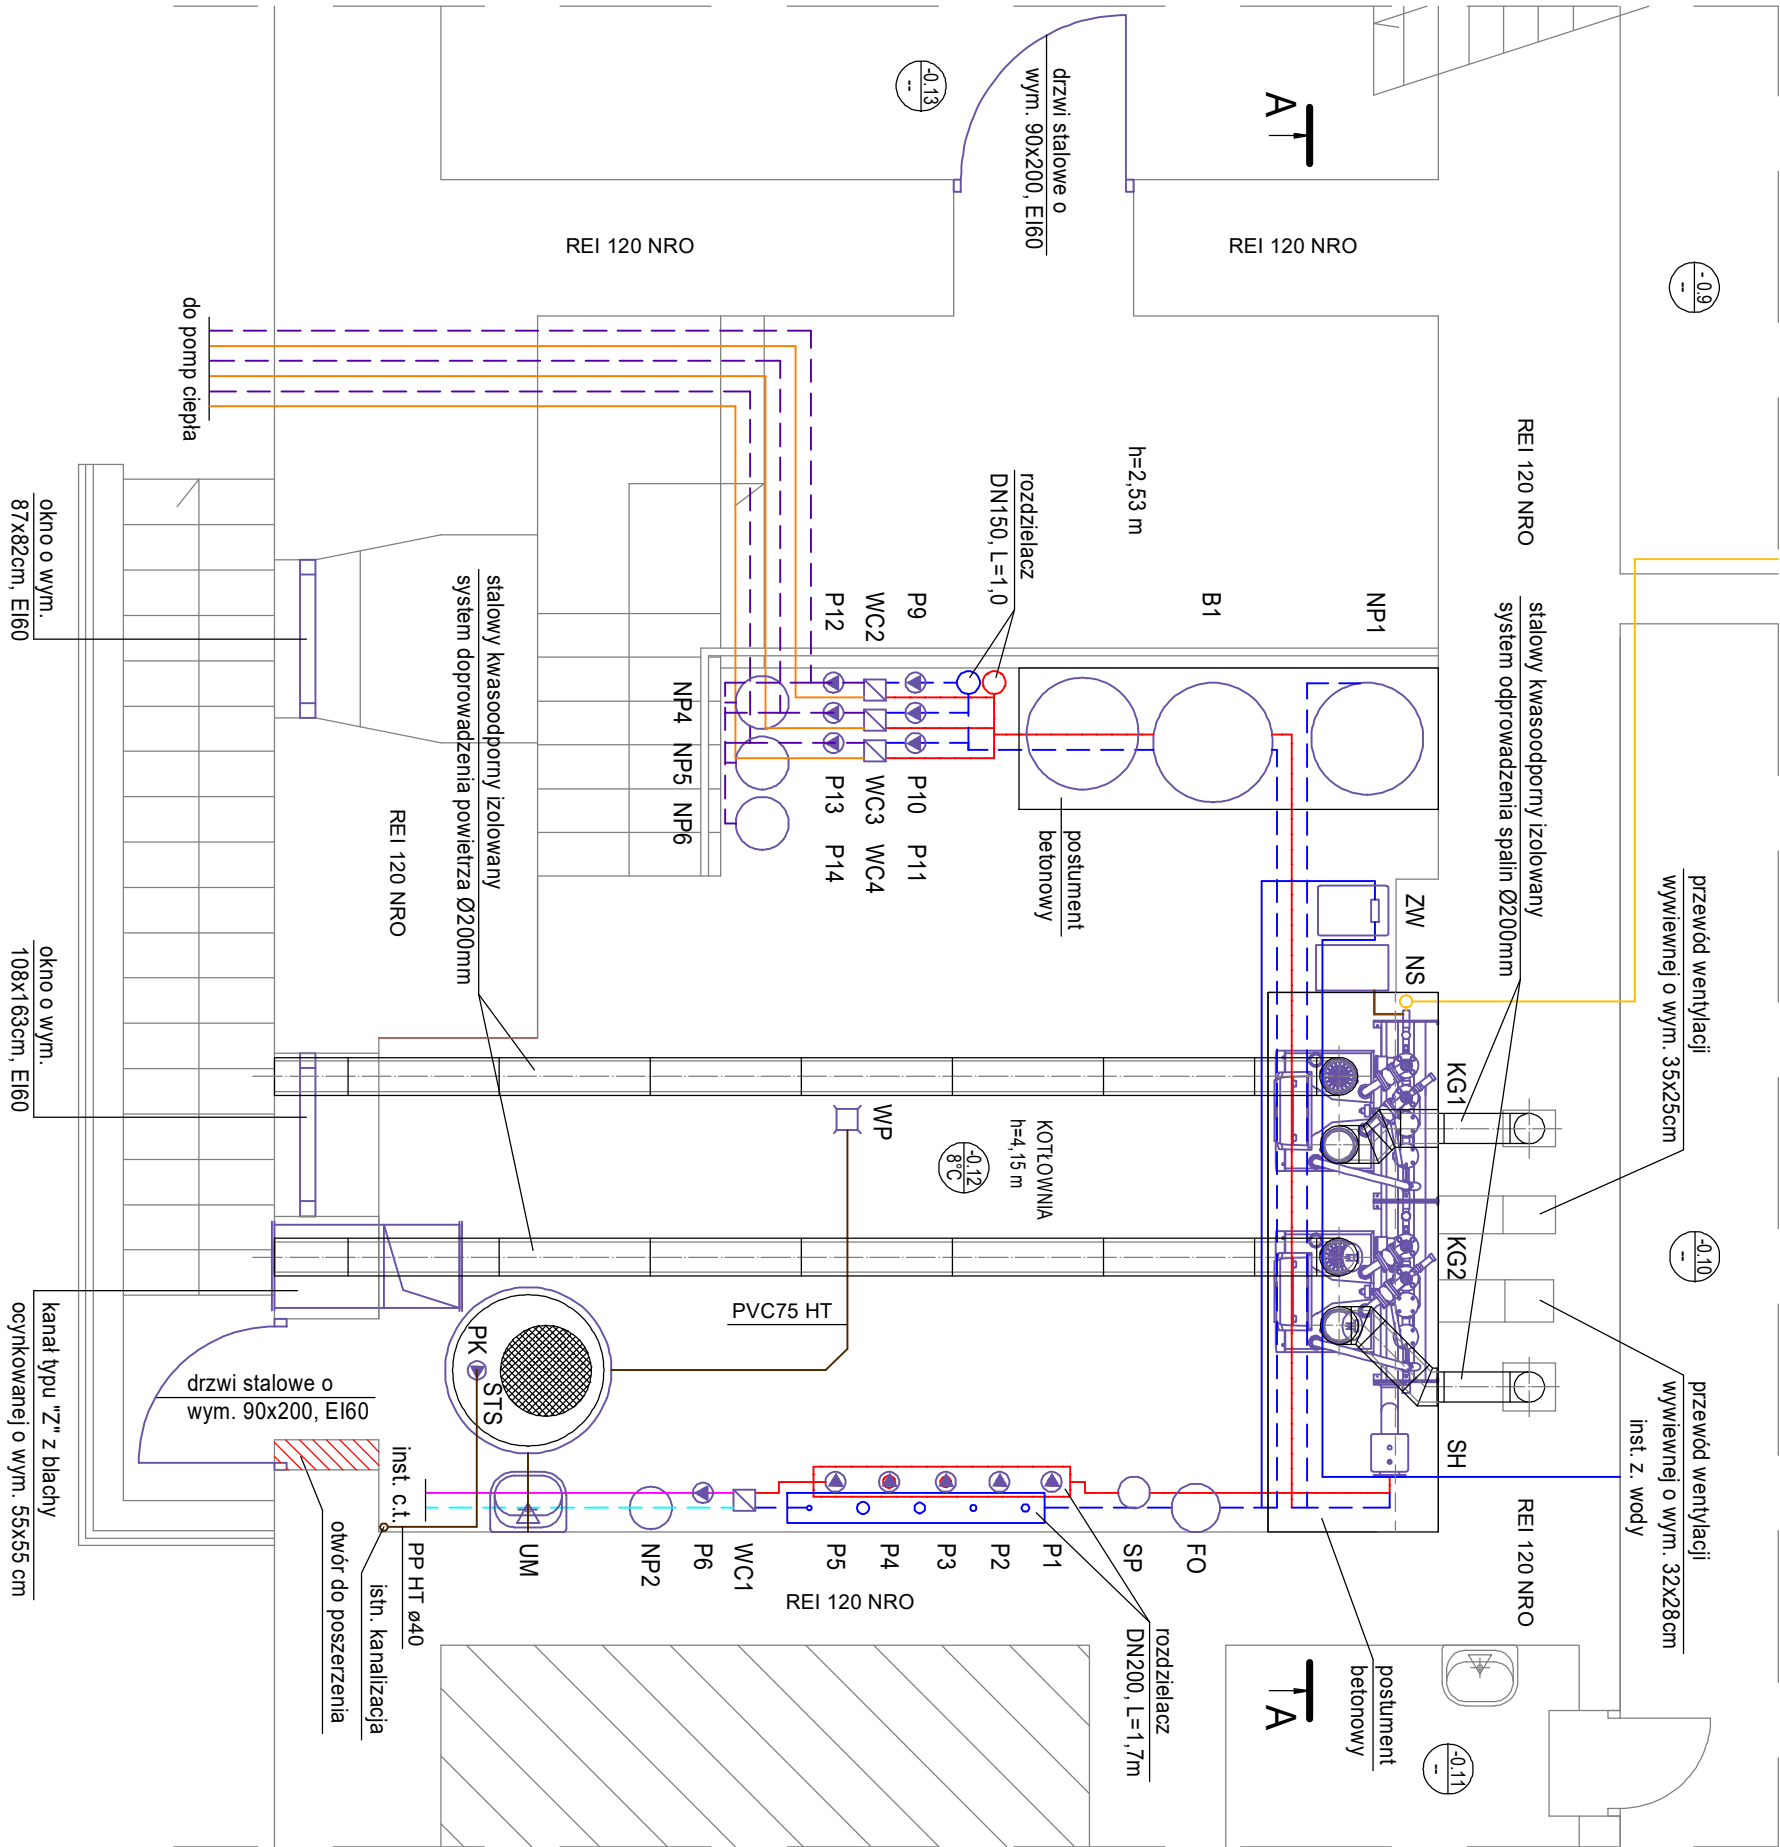 -0.13
--
drzwi stalowe o
wym. 90x200, EI60
A
-0.9
--
REI 120 NRO
REI 120 NRO
do pomp ciepła
REI 120 NRO
h=2,53 m
rozdzielacz
DN150, L=1,0
okno o wym.
87x82cm, EI60
stalowy kwasoodporny izolowany
system doprowadzenia powietrza Ø200mm
stalowy kwasoodporny izolowany
system odprowadzenia spalin Ø200mm
P12
WC2
P9
B1
NP1
NP4
NP5
NP6
P13
WC3
P10
P14
WC4
P11
postument
betonowy
REI 120 NRO
ZW
NS
przewód wentylacji
wywiewnej o wym. 35x25cm
okno o wym.
108x163cm, EI60
WP
KOTŁOWNIA
h=4,15 m
-0.12
8°C
KG1
KG2
-0.10
--
PVC75 HT
kanał typu "Z" z blachy
ocynkowanej o wym. 55x55 cm
drzwi stalowe o
wym. 90x200, EI60
PK
STS
przewód wentylacji
wywiewnej o wym. 32x28cm
inst. z. wody
SH
inst. c.t.
PP HT ø40
istn. kanalizacja
otwór do poszerzenia
UM
NP2
P6
WC1
P5
P4
P3
P2
P1
SP
FO
REI 120 NRO
REI 120 NRO
rozdzielacz
DN200, L=1,7m
postument
betonowy
A
-0.11
--